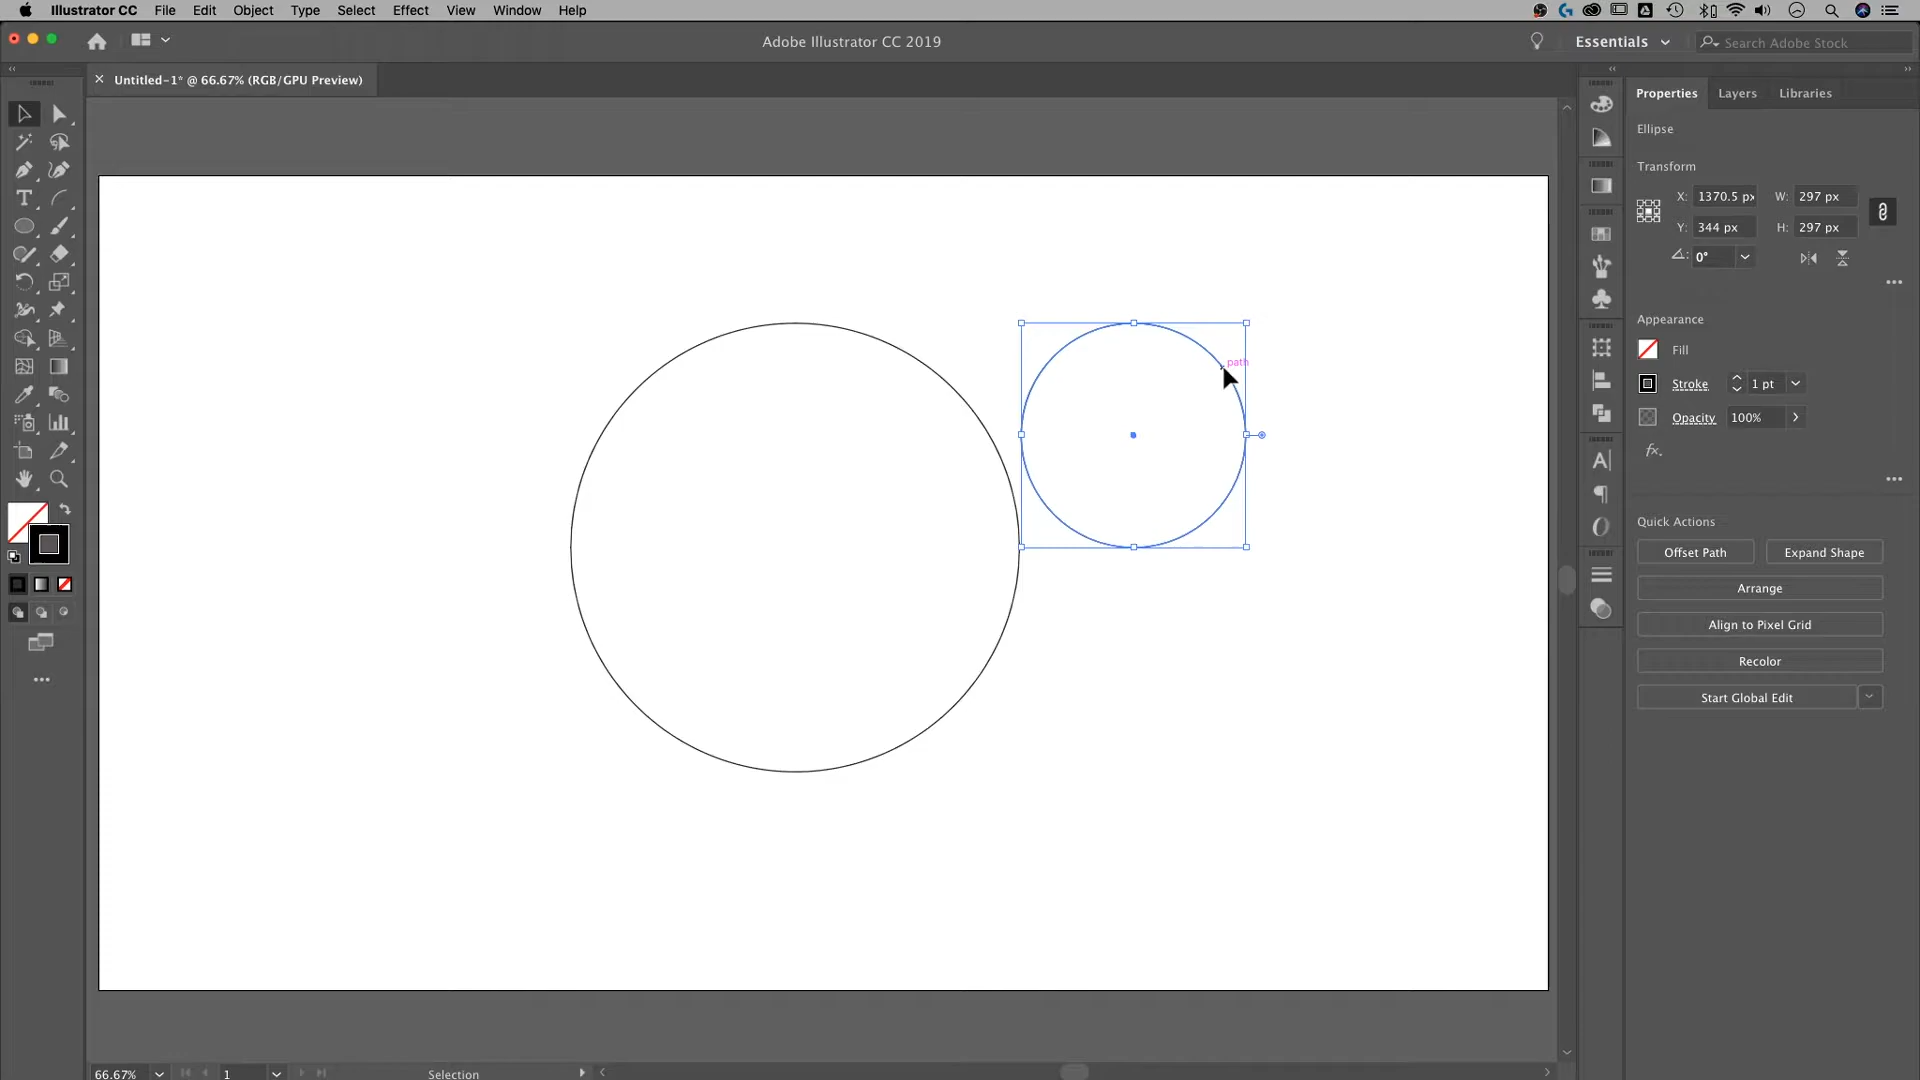 Illustrator CC File Edit Object Type Select Effect View Window Help
Adobe Illustrator CC 2019
Essentials
Search Adobe Stock
Untitled-1* @ 66.67% (RGB/GPU Preview)
Properties Layers Libraries
Ellipse
Transform
X: 1370.5 px W: 297 px
Y: 344 px H: 297 px
0°
Appearance
Fill
Stroke 1 pt
Opacity 100%
fx.
path
Quick Actions
Offset Path Expand Shape
Arrange
Align to Pixel Grid
Recolor
Start Global Edit
66.67% 1 Selection